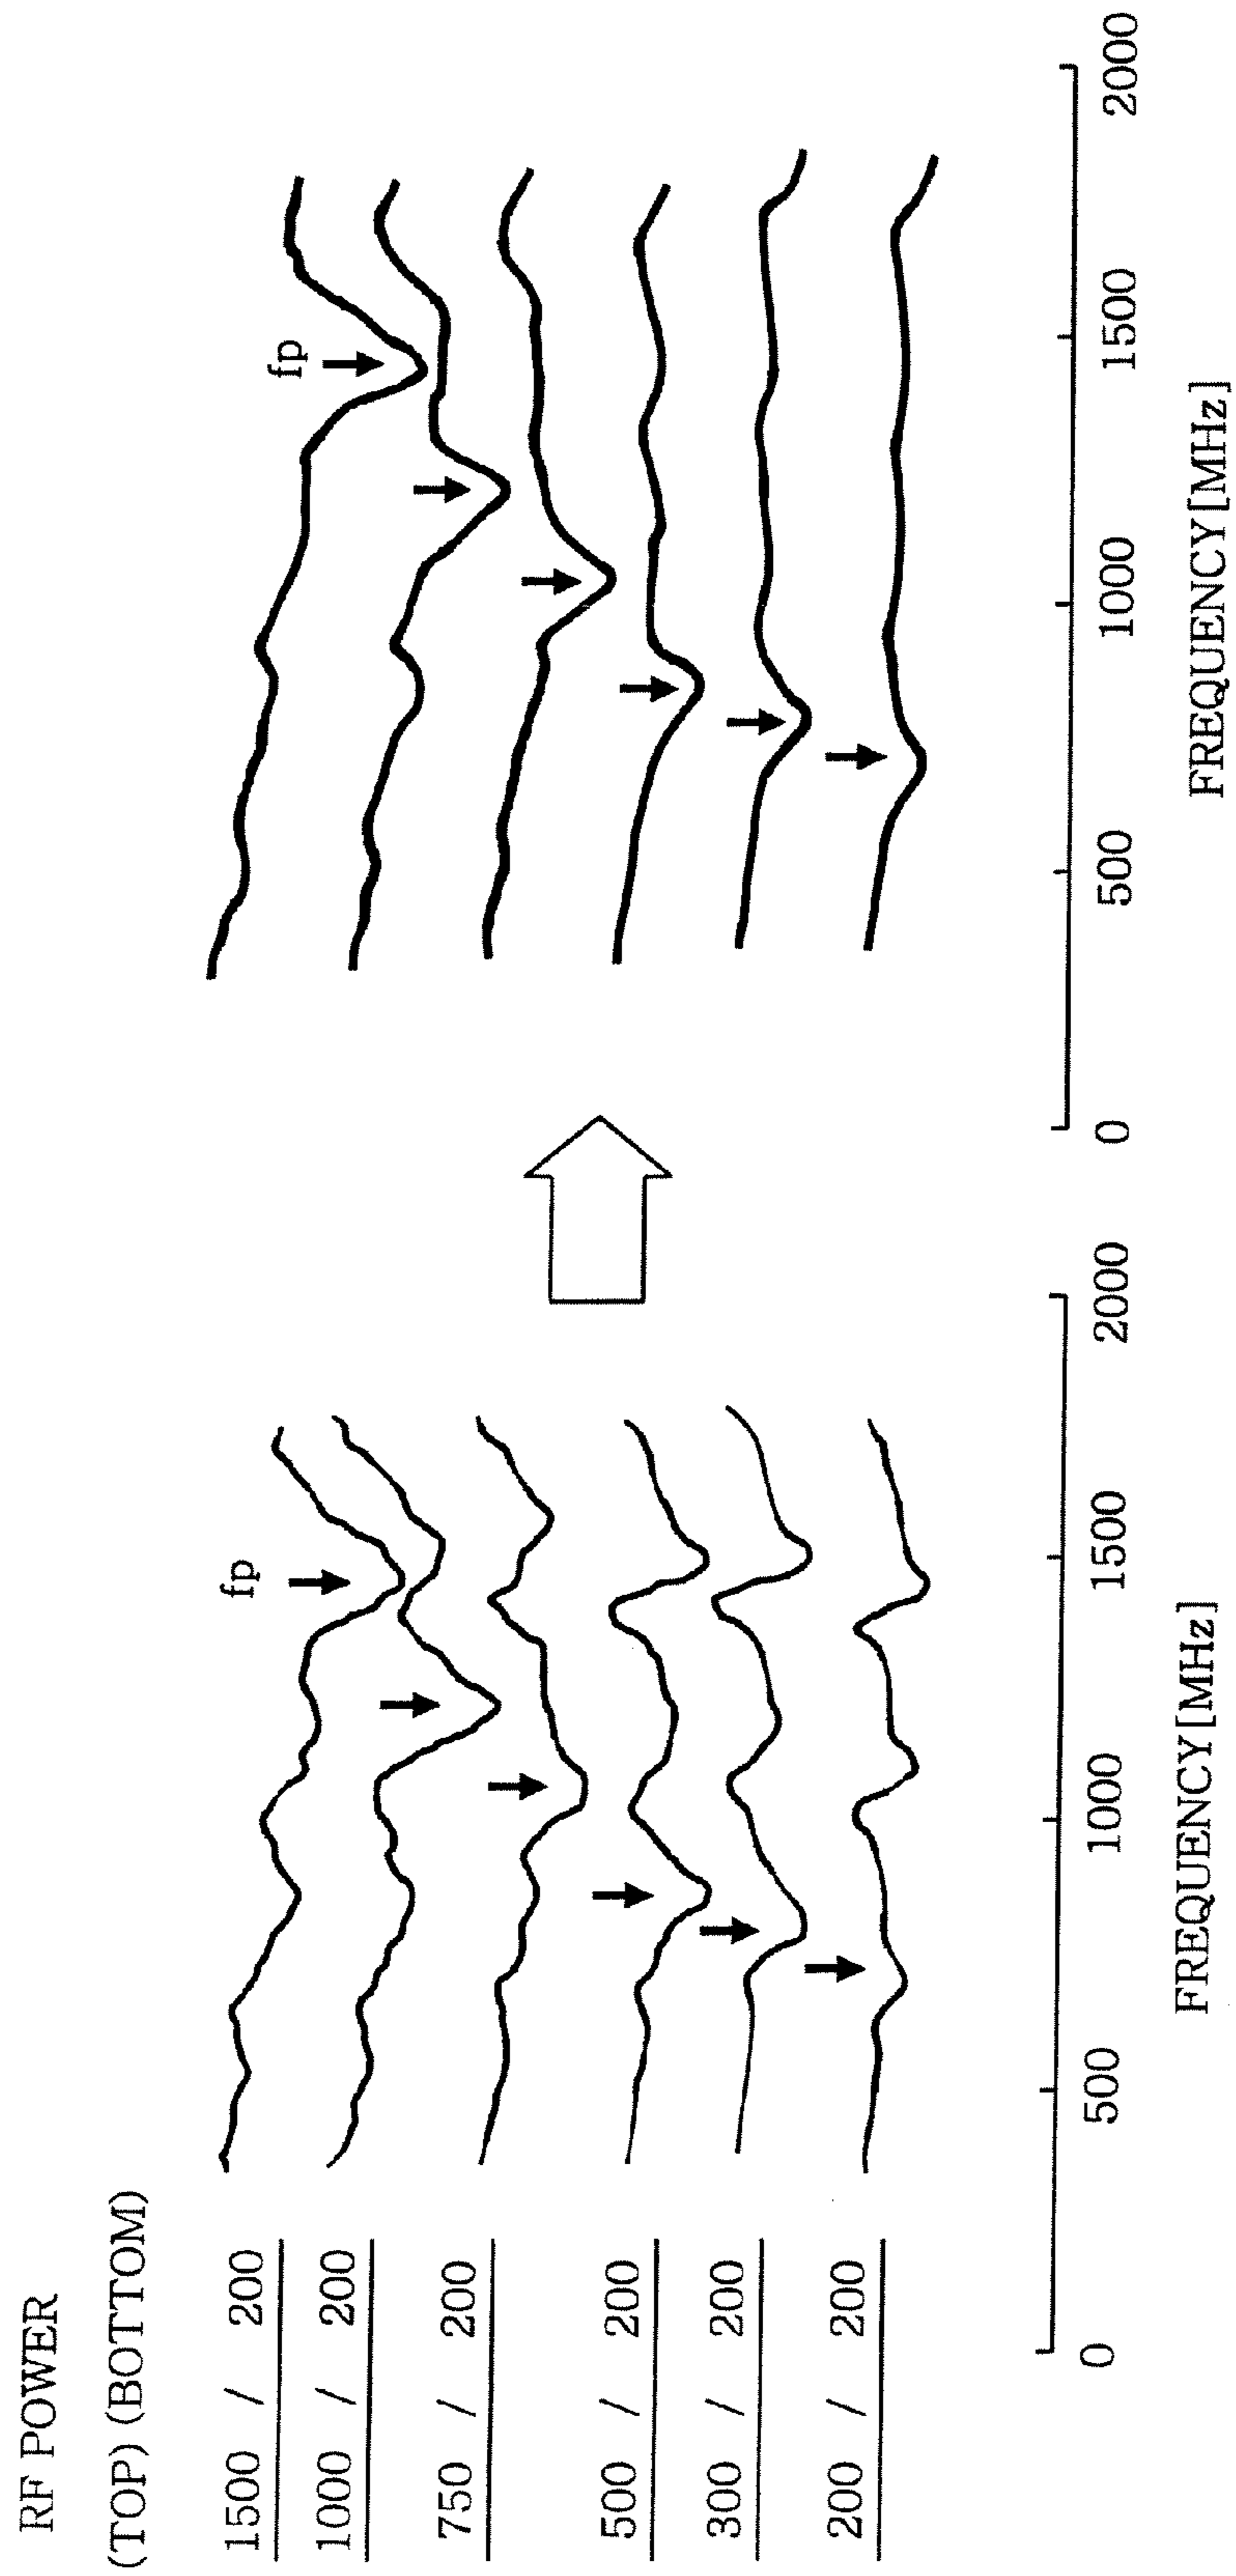 RF POWER
(TOP) (BOTTOM)
1500 / 200
1000 / 200
750 / 200
500 / 200
300 / 200
200 / 200
fp
0 500 1000 1500 2000
FREQUENCY[MHz]
fp
0 500 1000 1500 2000
FREQUENCY[MHz]